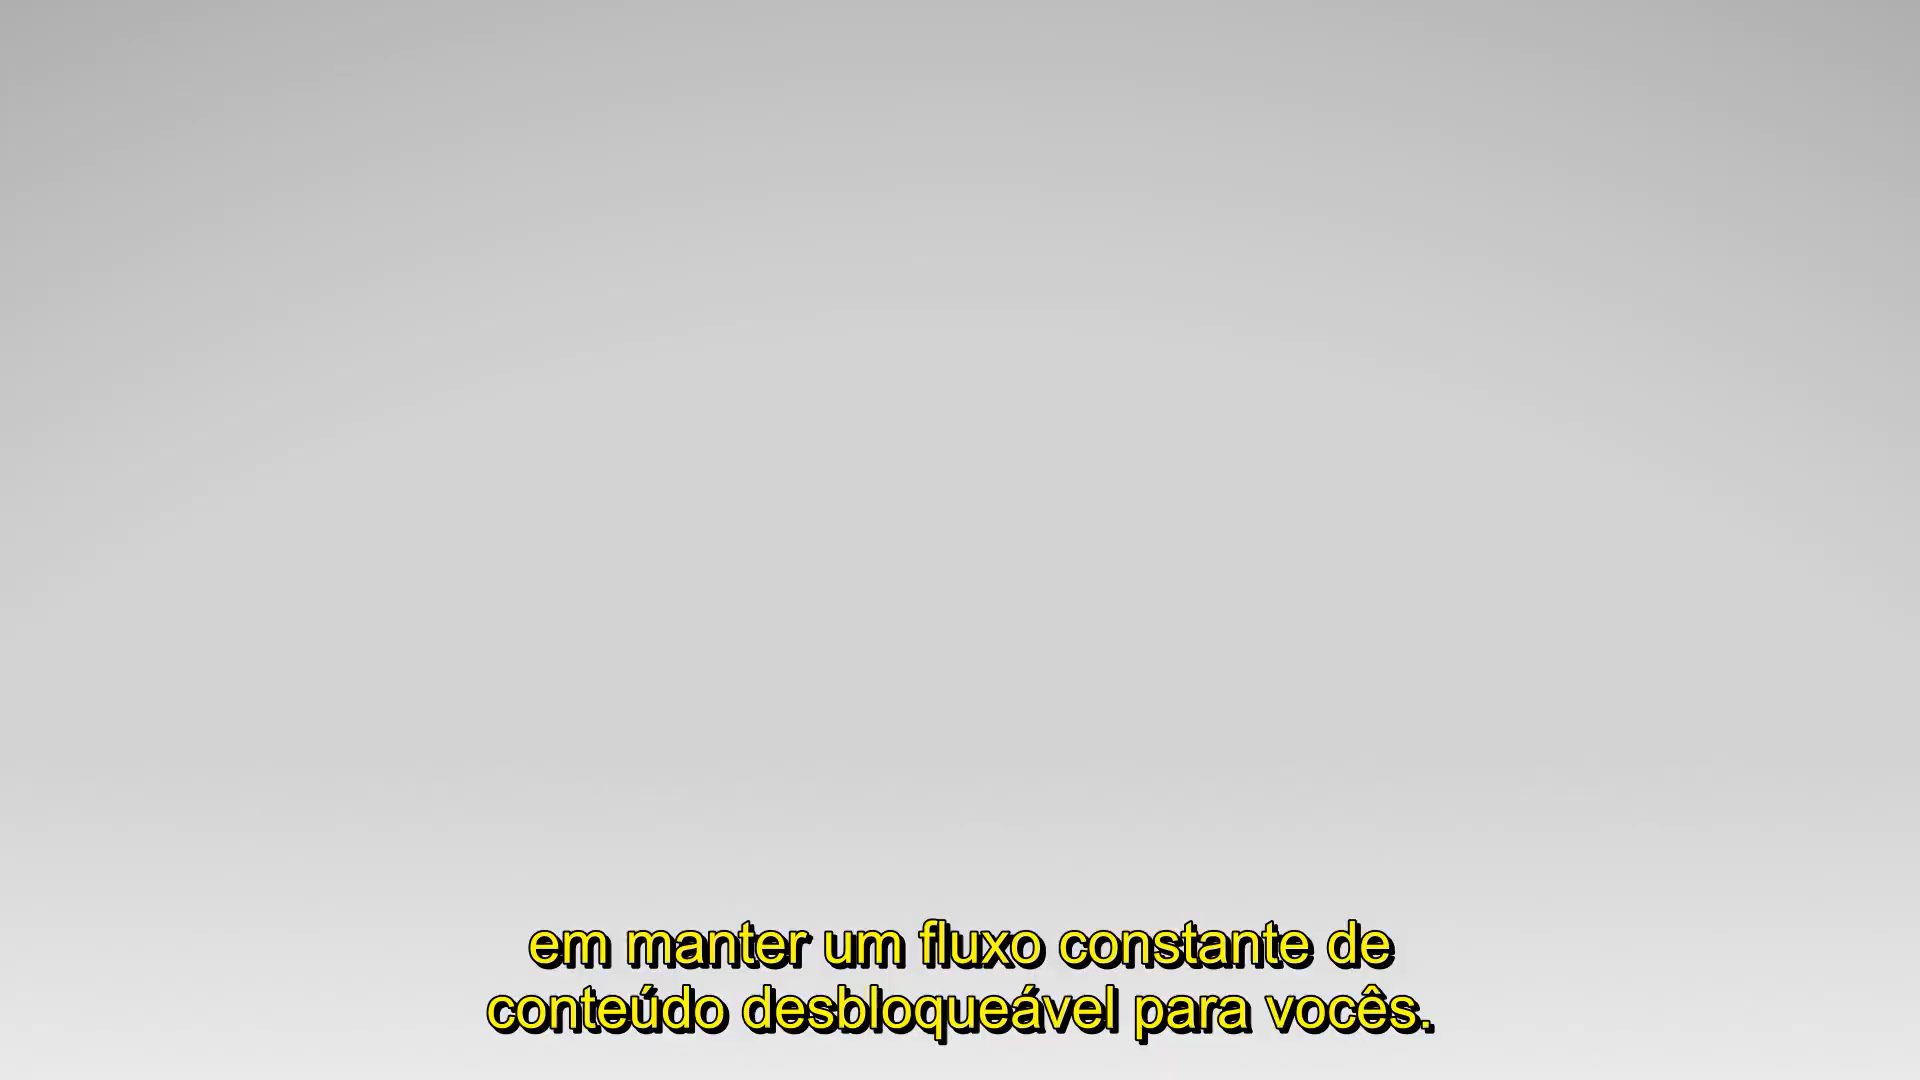 em manter um fluxo constante de
conteúdo desbloqueável para vocês.